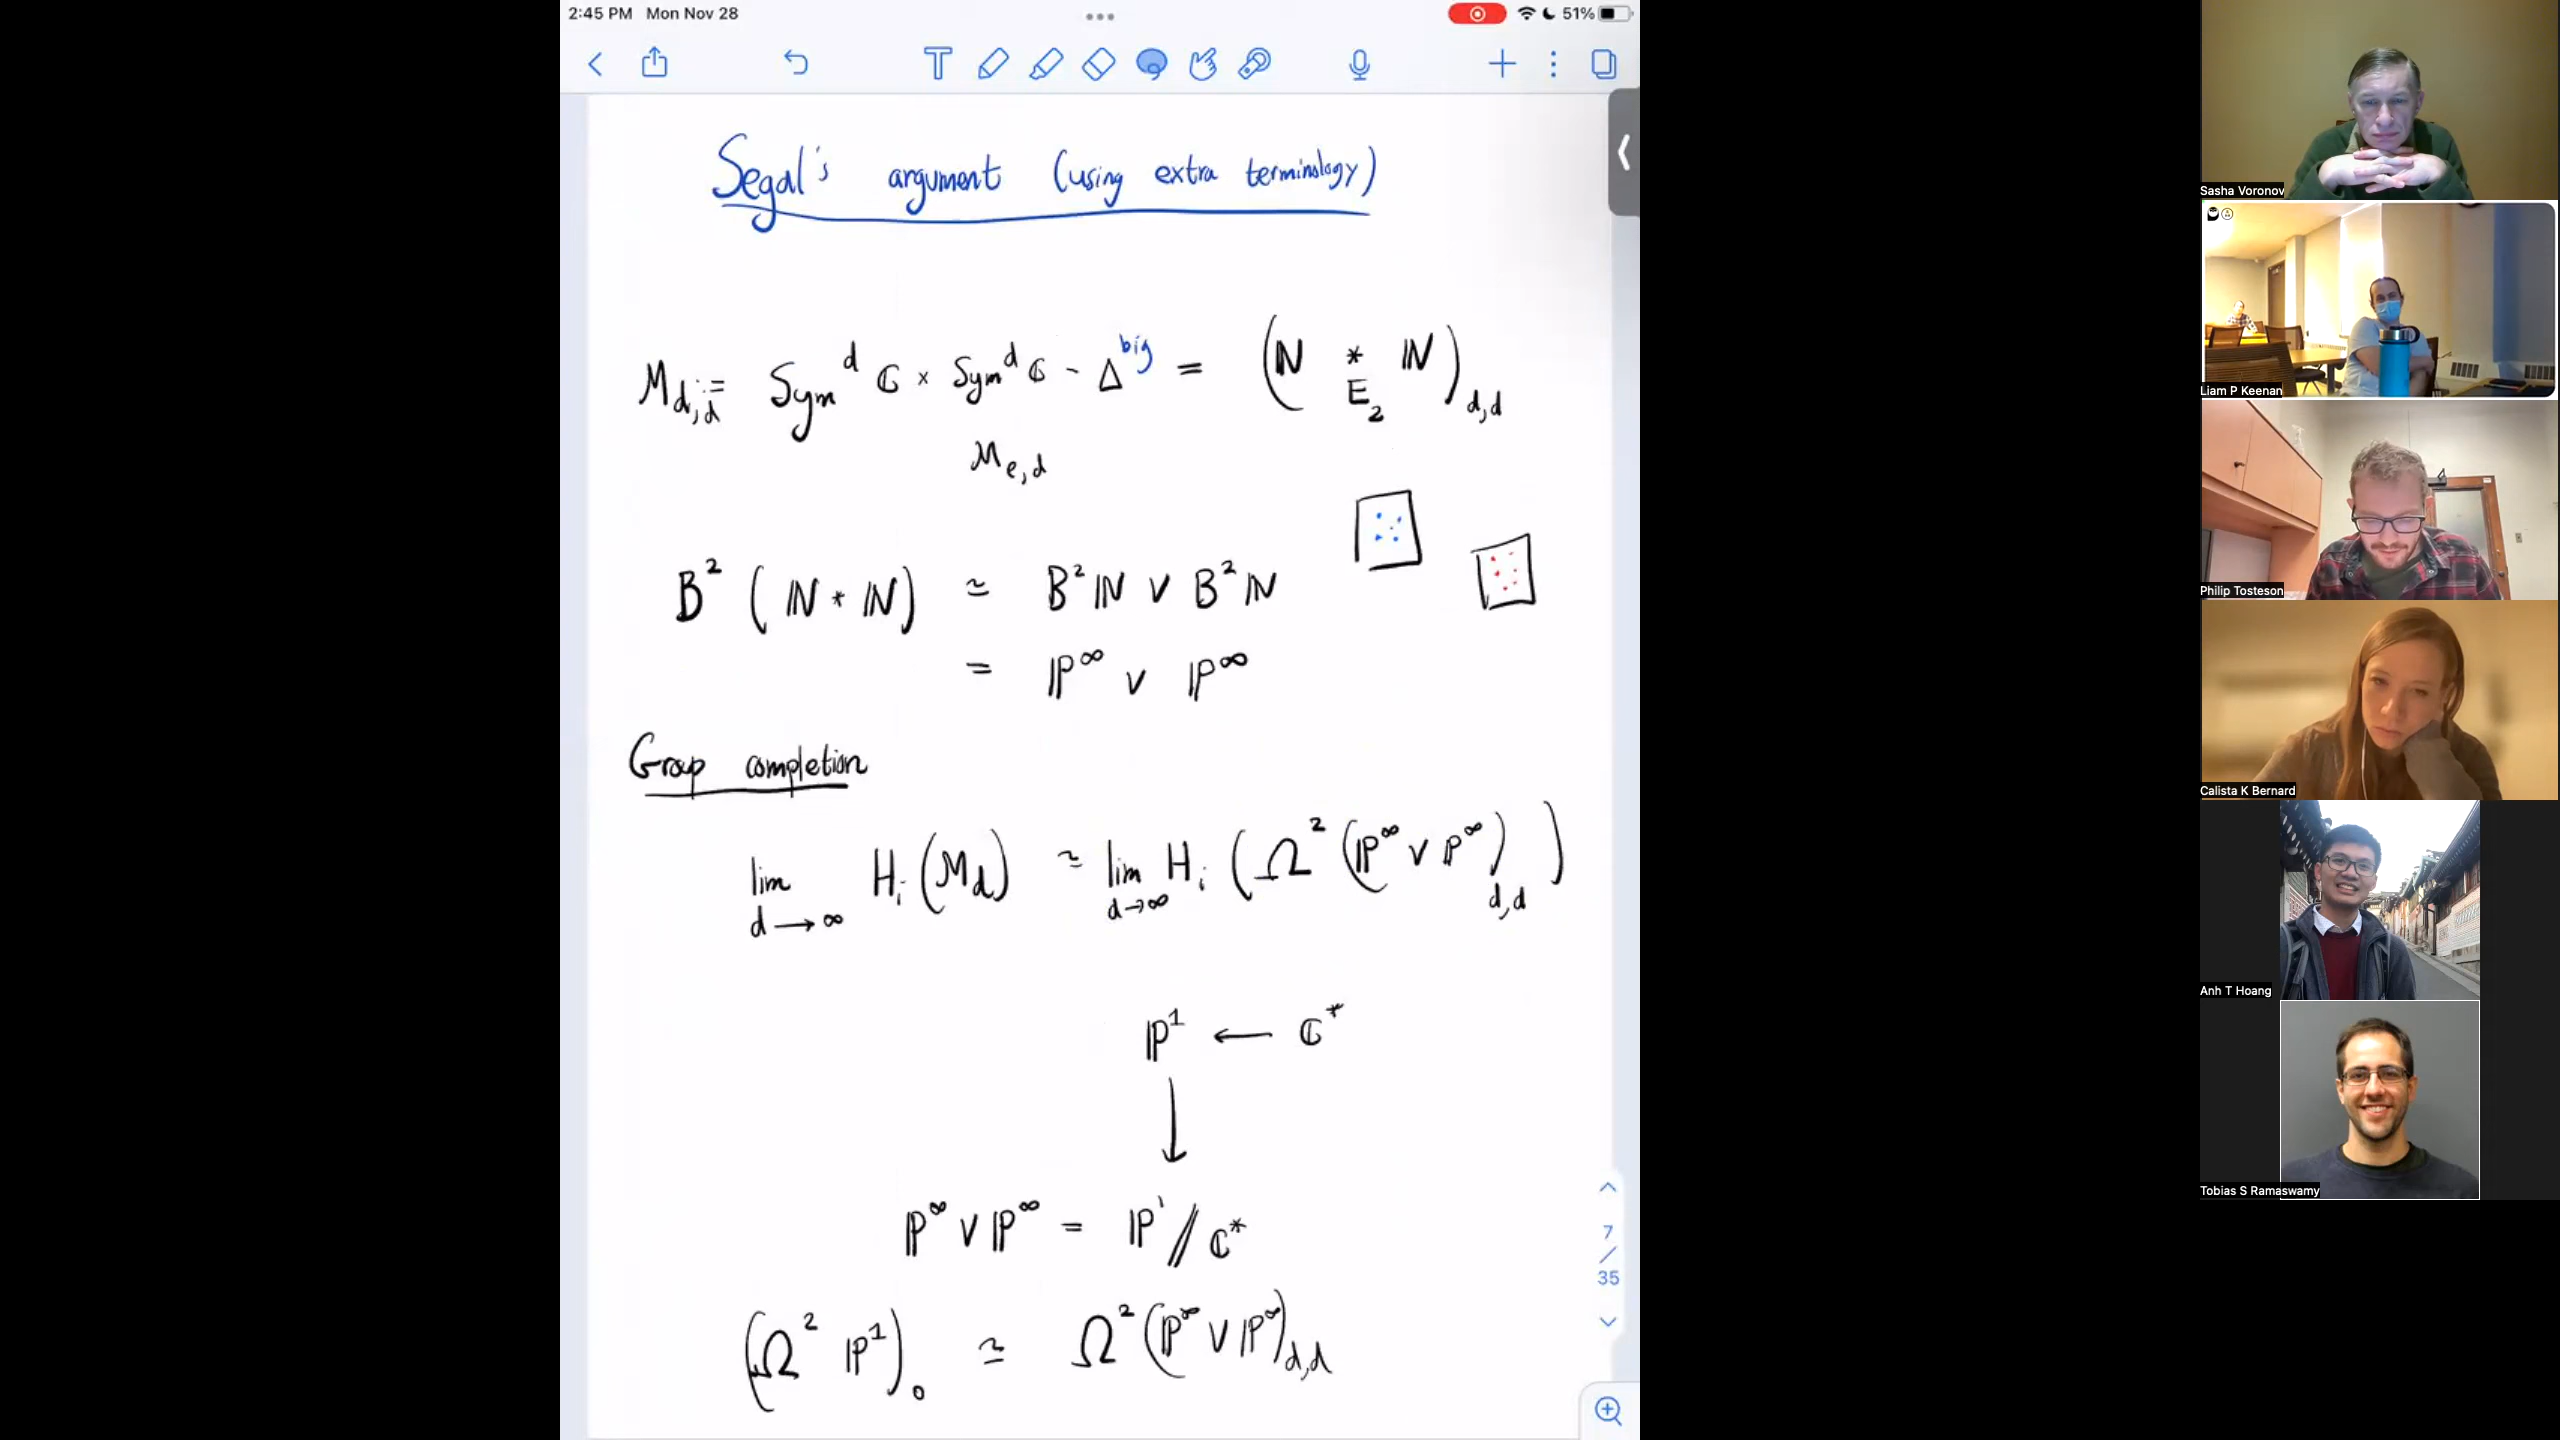 2:45 PM Mon Nov 28
51%
Segal's argument (using extra terminology)
M_{d,d} := Sym^d ℂ × Sym^d ℂ - Δ^{big} = (ℕ *_{E_2} ℕ)_{d,d}
M_{e,d}
B^2 (ℕ * ℕ) ≃ B^2 ℕ ∨ B^2 ℕ
= ℙ^∞ ∨ ℙ^∞
Group completion
lim_{d→∞} H_i (M_d) ≃ lim_{d→∞} H_i (Ω^2 (ℙ^∞ ∨ ℙ^∞)_{d,d})
ℙ^1 ← ℂ^*
↓
ℙ^∞ ∨ ℙ^∞ = ℙ^1 // ℂ^*
(Ω^2 ℙ^1)_0 ≃ Ω^2 (ℙ^∞ ∨ ℙ^∞)_{d,d}
7
/
35
Sasha Voronov
Liam P Keenan
Philip Tosteson
Calista K Bernard
Anh T Hoang
Tobias S Ramaswamy